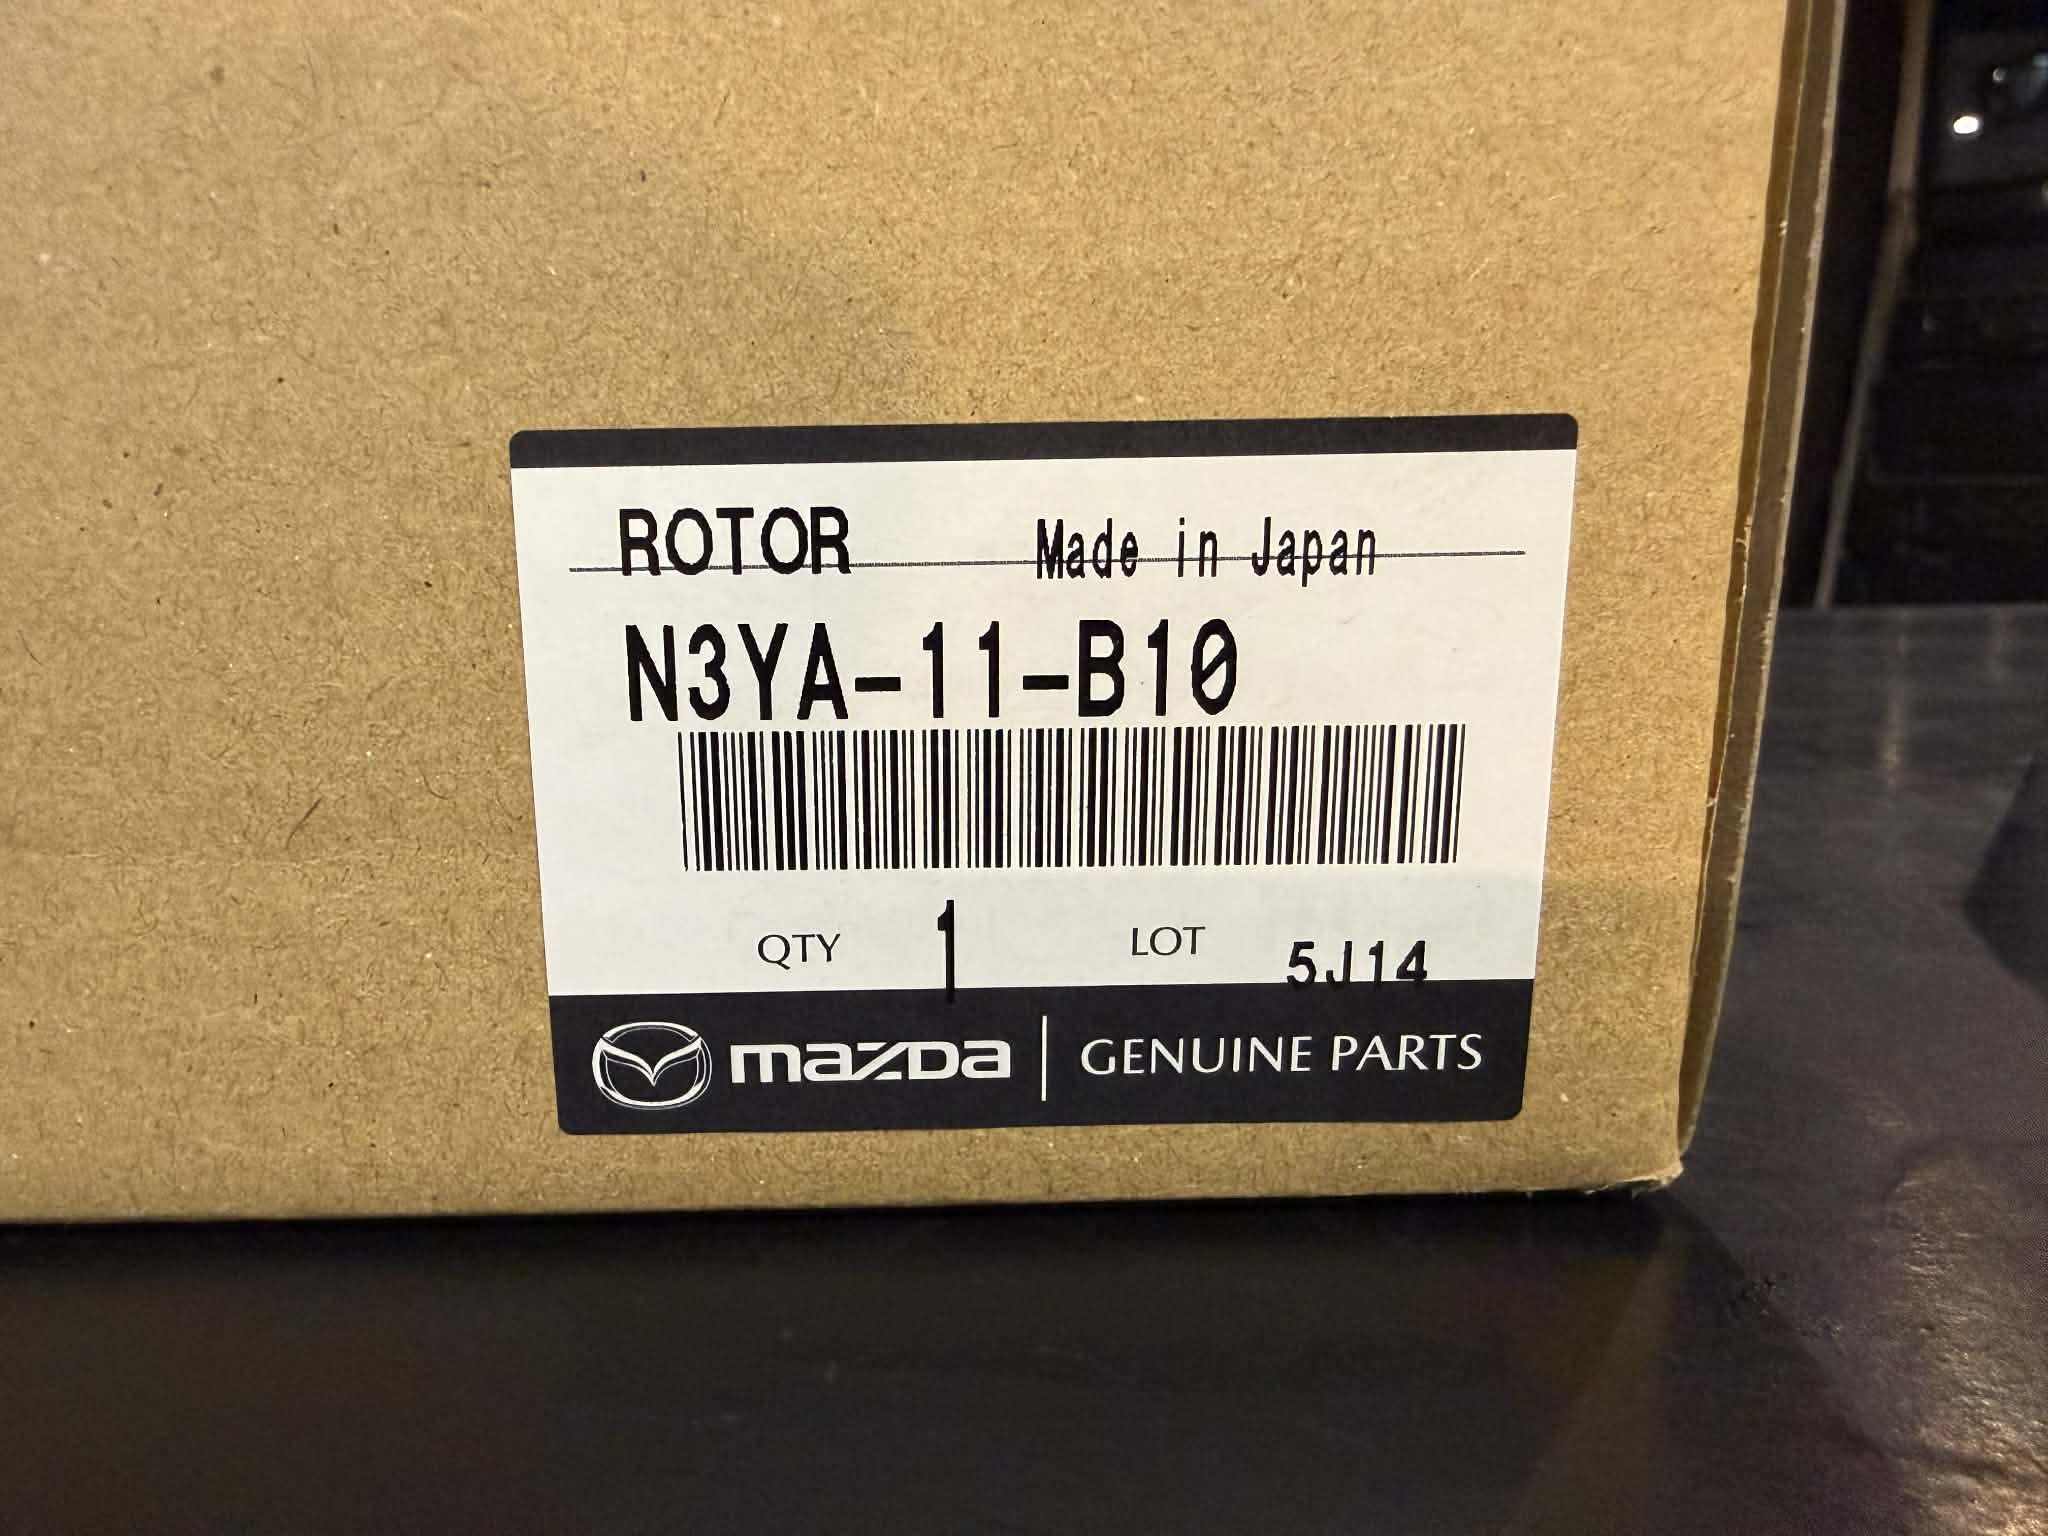 ROTOR Made in Japan
N3YA-11-B10
QTY 1 LOT 5J14
mazDa | GENUINE PARTS